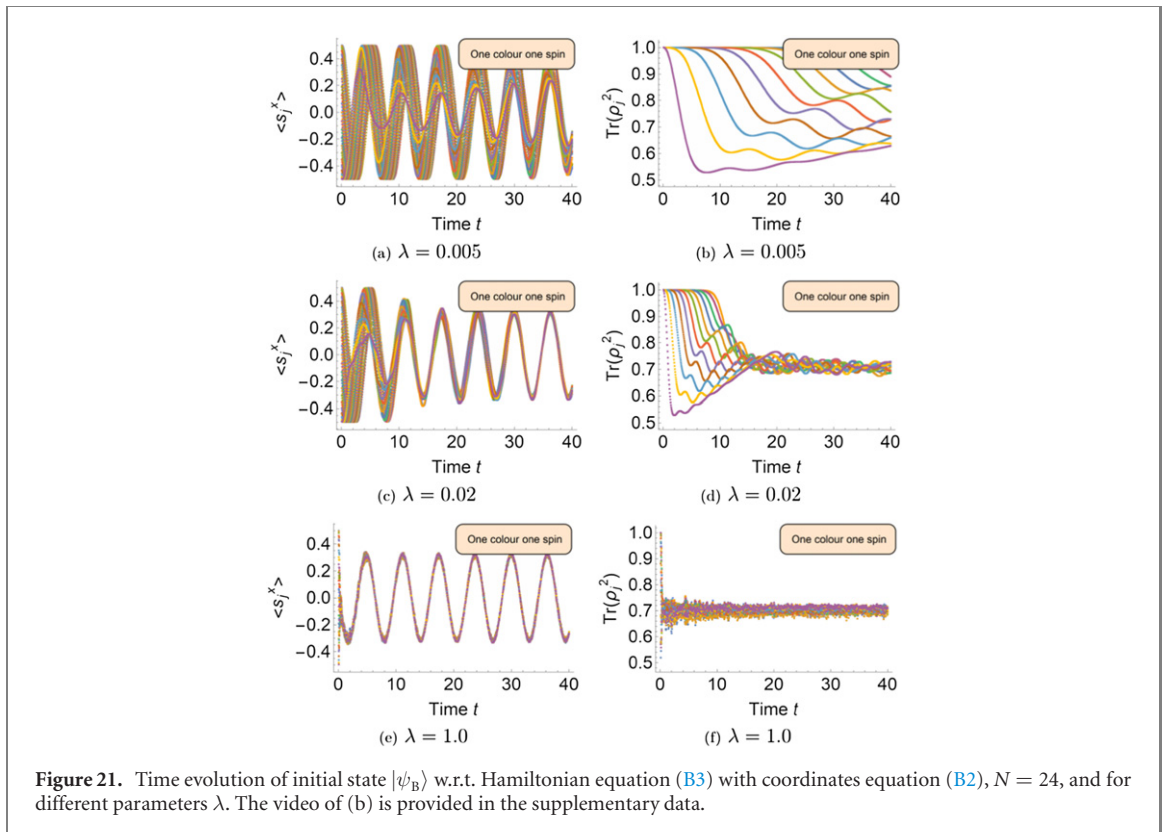 One colour one spin
<s_j^x>
0.4
0.2
0.0
−0.2
−0.4
0 10 20 30 40
Time t
(a) λ = 0.005
One colour one spin
Tr(ρ_j^2)
1.0
0.9
0.8
0.7
0.6
0.5
0 10 20 30 40
Time t
(b) λ = 0.005
One colour one spin
<s_j^x>
0.4
0.2
0.0
−0.2
−0.4
0 10 20 30 40
Time t
(c) λ = 0.02
One colour one spin
Tr(ρ_j^2)
1.0
0.9
0.8
0.7
0.6
0.5
0 10 20 30 40
Time t
(d) λ = 0.02
One colour one spin
<s_j^x>
0.4
0.2
0.0
−0.2
−0.4
0 10 20 30 40
Time t
(e) λ = 1.0
One colour one spin
Tr(ρ_j^2)
1.0
0.9
0.8
0.7
0.6
0.5
0 10 20 30 40
Time t
(f) λ = 1.0
Figure 21. Time evolution of initial state |ψ_B⟩ w.r.t. Hamiltonian equation (B3) with coordinates equation (B2), N = 24, and for
different parameters λ. The video of (b) is provided in the supplementary data.